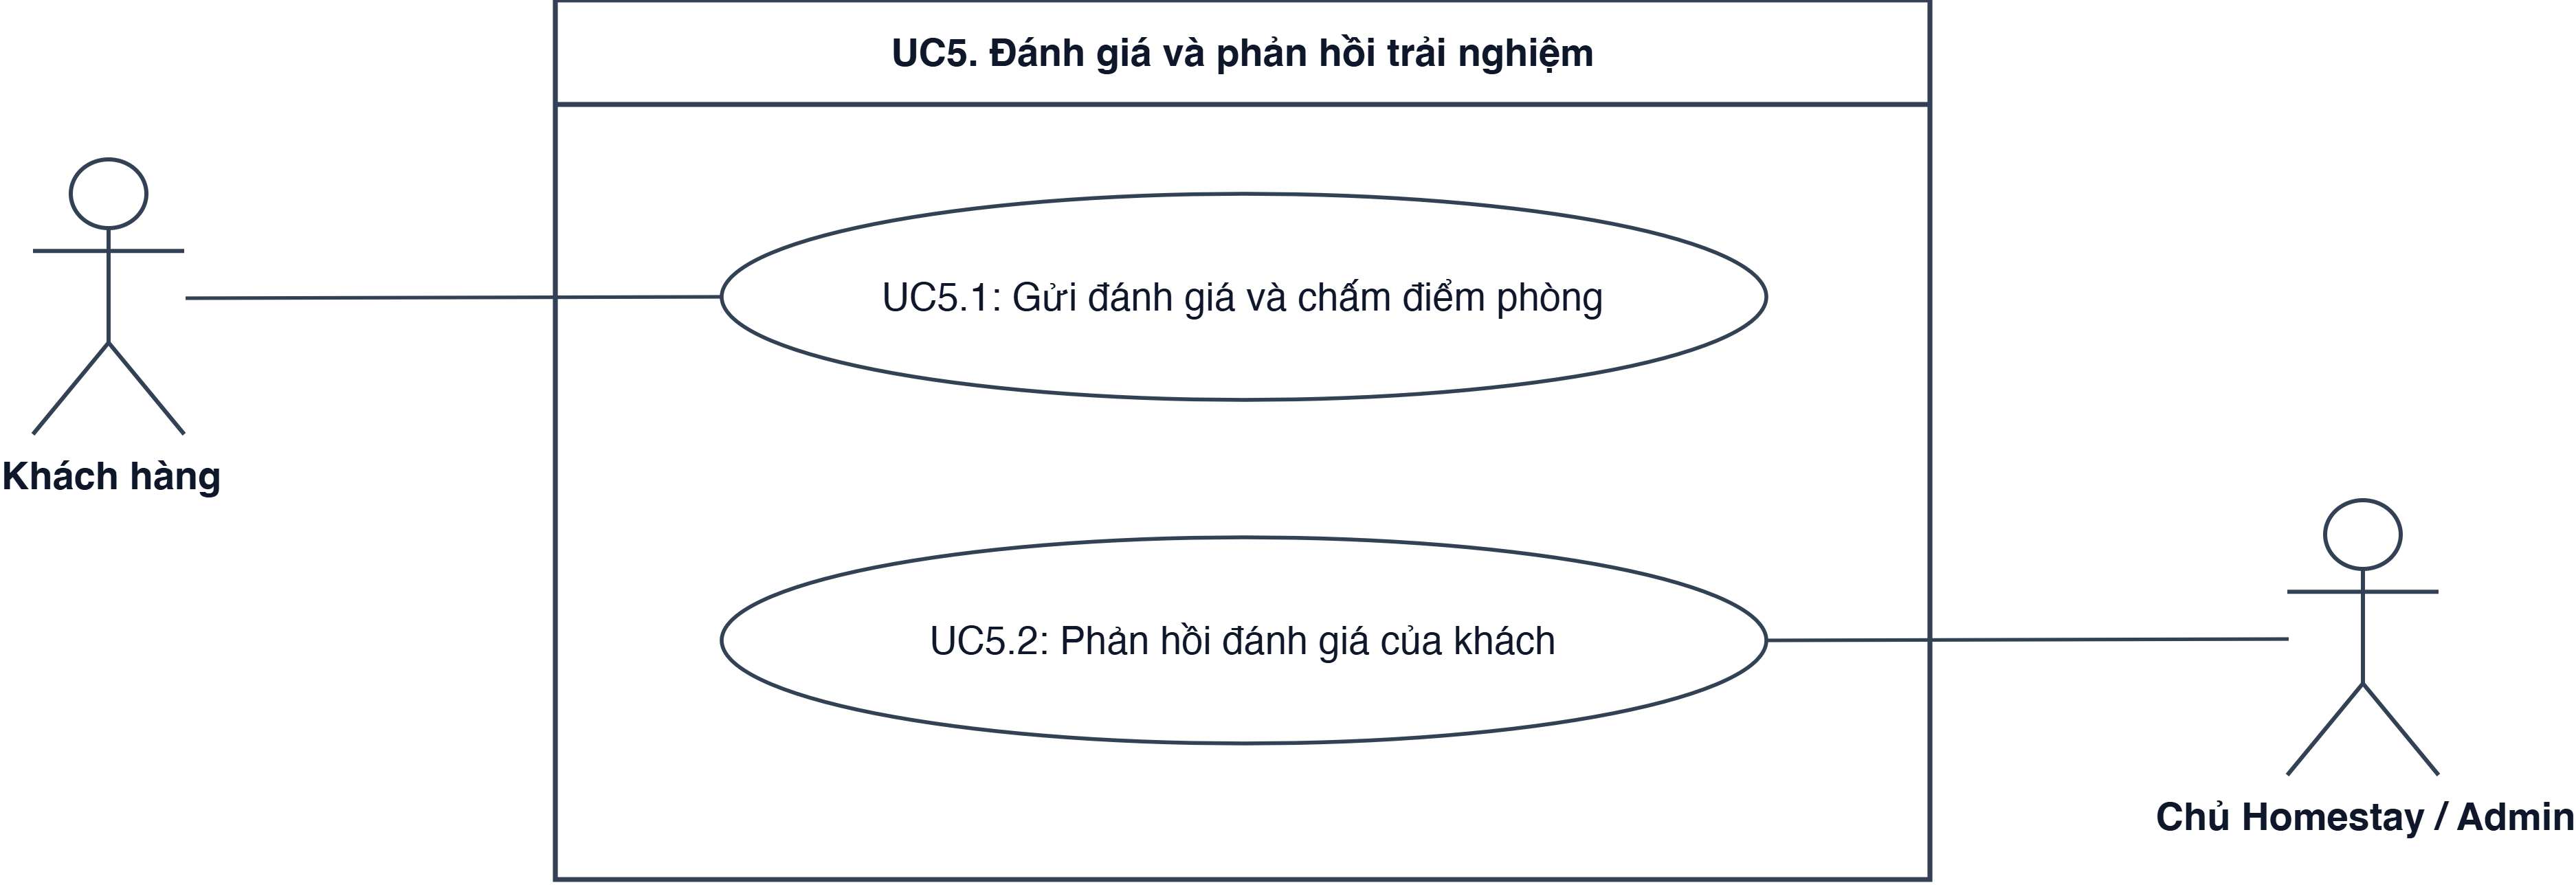 UC5. Đánh giá và phản hồi trải nghiệm
UC5.1: Gửi đánh giá và chấm điểm phòng
Khách hàng
UC5.2: Phản hồi đánh giá của khách
Chủ Homestay / Admin